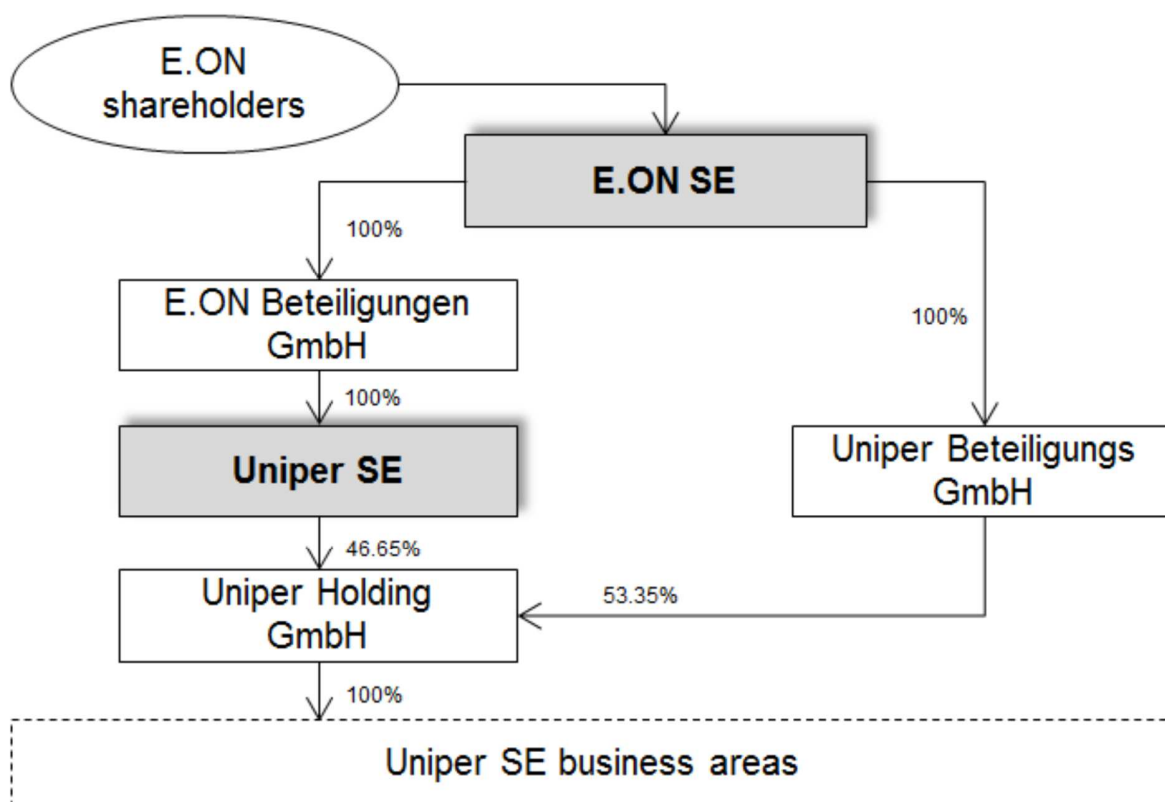 E.ON
shareholders
E.ON SE
100%
E.ON Beteiligungen
GmbH
100%
100%
Uniper SE
Uniper Beteiligungs
GmbH
46.65%
Uniper Holding
GmbH
53.35%
100%
Uniper SE business areas